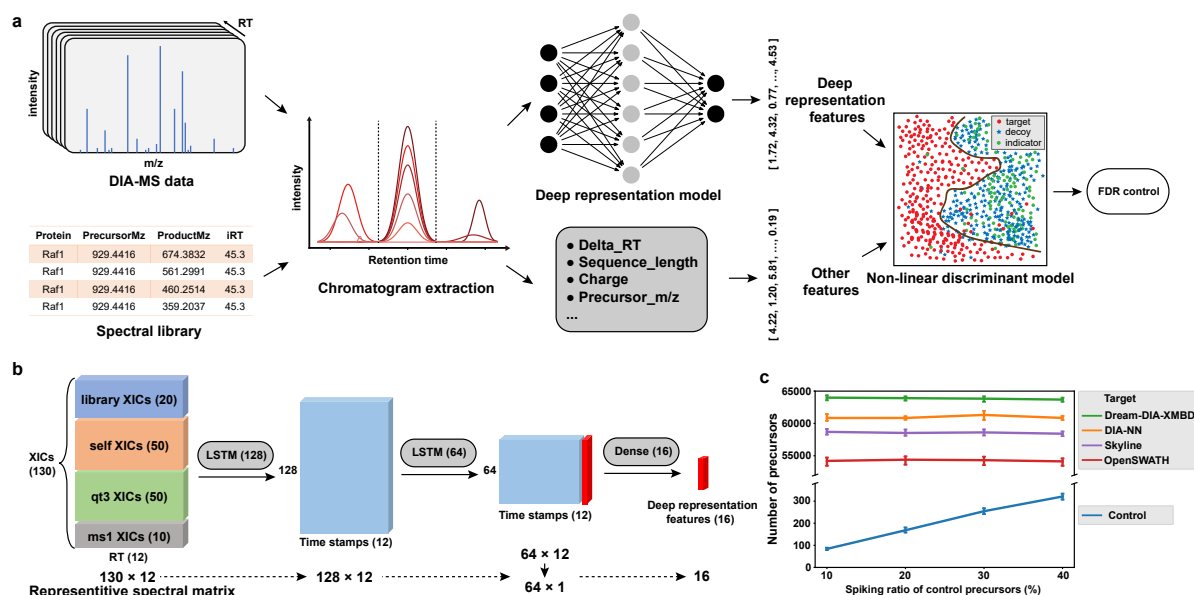 a
RT
intensity
m/z
DIA-MS data
Protein PrecursorMz ProductMz iRT
Raf1 929.4416 674.3832 45.3
Raf1 929.4416 561.2991 45.3
Raf1 929.4416 460.2514 45.3
Raf1 929.4416 359.2037 45.3
Spectral library
intensity
Retention time
Chromatogram extraction
Deep representation model
● Delta_RT
● Sequence_length
● Charge
● Precursor_m/z
...
[ 1.72, 4.32, 0.77, ..., 4.53 ]
[ 4.22, 1.20, 5.81, ..., 0.19 ]
Deep
representation
features
Other
features
target
decoy
indicator
Non-linear discriminant model
FDR control
b
XICs
(130)
library XICs (20)
self XICs (50)
qt3 XICs (50)
ms1 XICs (10)
RT (12)
130 × 12
Representitive spectral matrix
LSTM (128)
128
Time stamps (12)
128 × 12
LSTM (64)
64
Time stamps (12)
64 × 12
64 × 1
Dense (16)
Deep representation
features (16)
16
c
Number of precursors
65000
60000
55000
300
200
100
0
10 20 30 40
Spiking ratio of control precursors (%)
Target
Dream-DIA-XMBD
DIA-NN
Skyline
OpenSWATH
Control